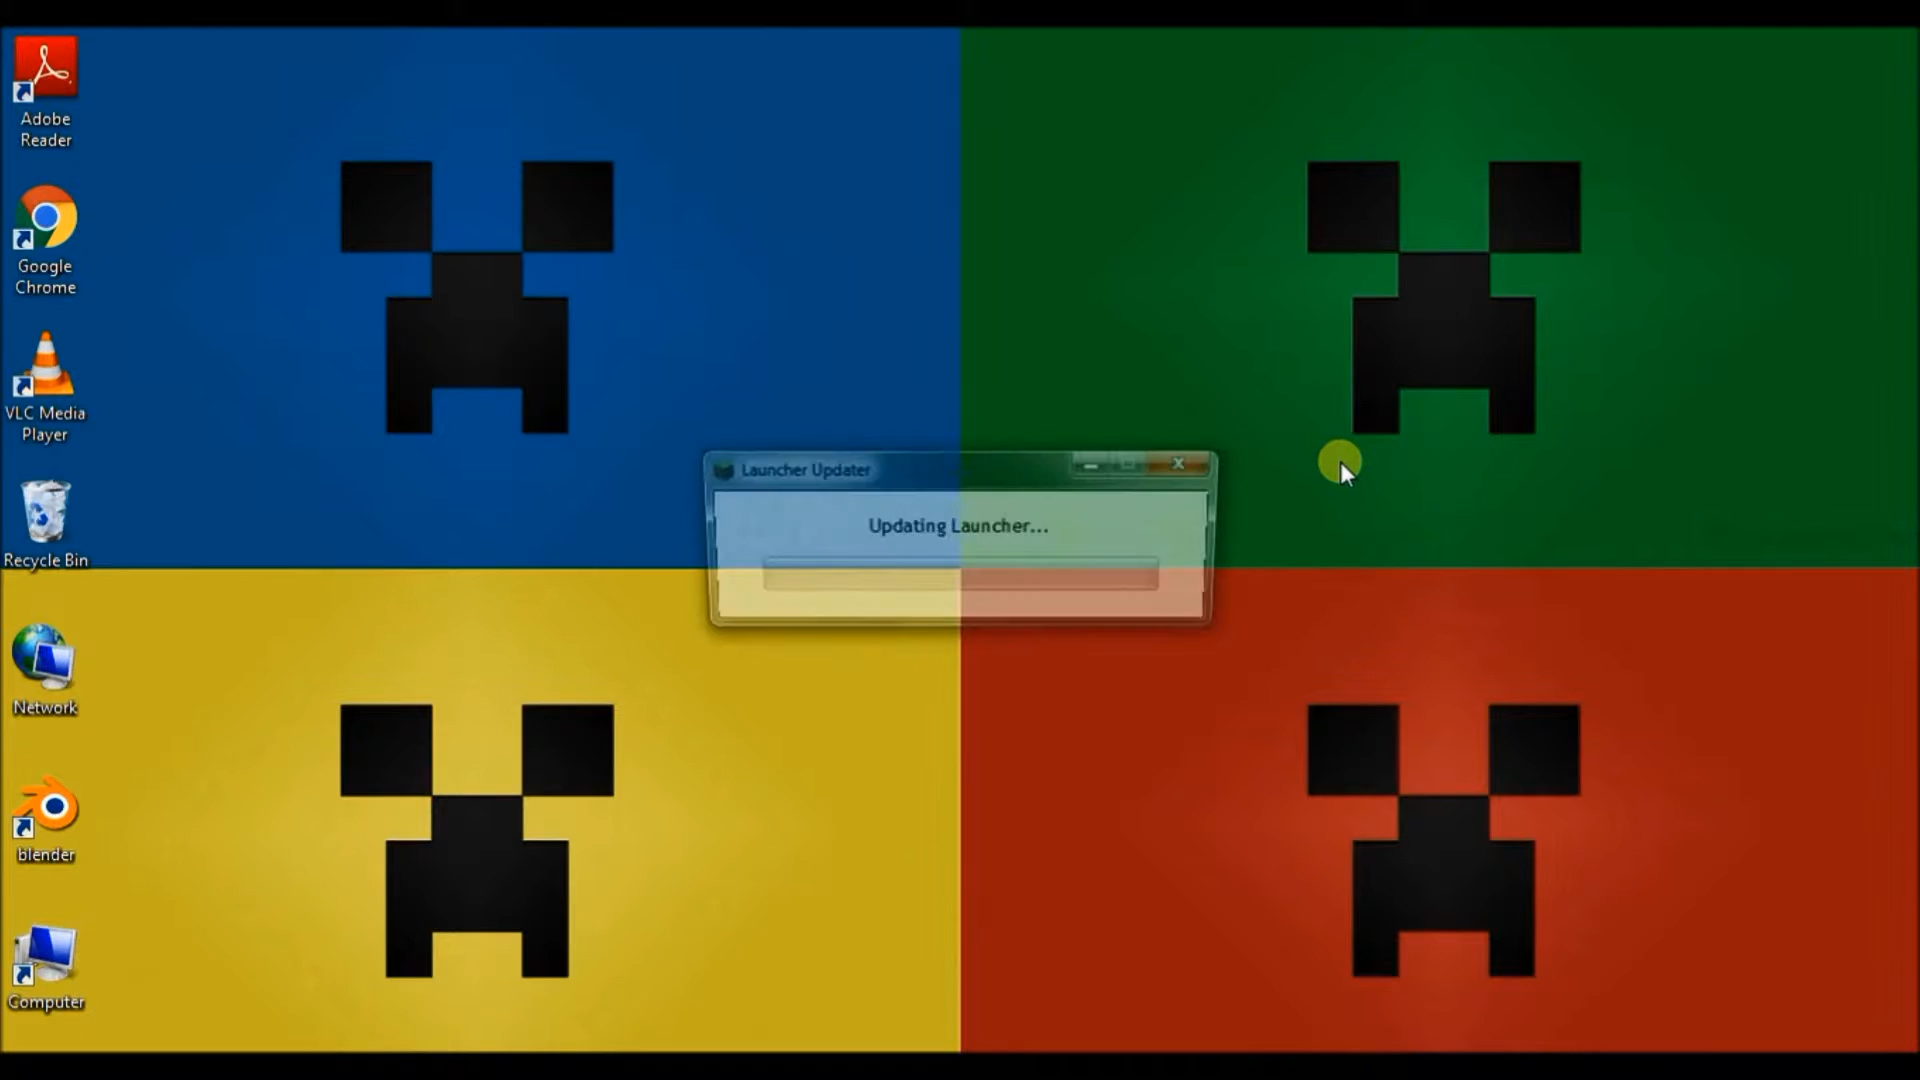 Adobe
Reader
Google
Chrome
VLC Media
Player
Recycle Bin
Network
blender
Computer
Launcher Updater
Updating Launcher...